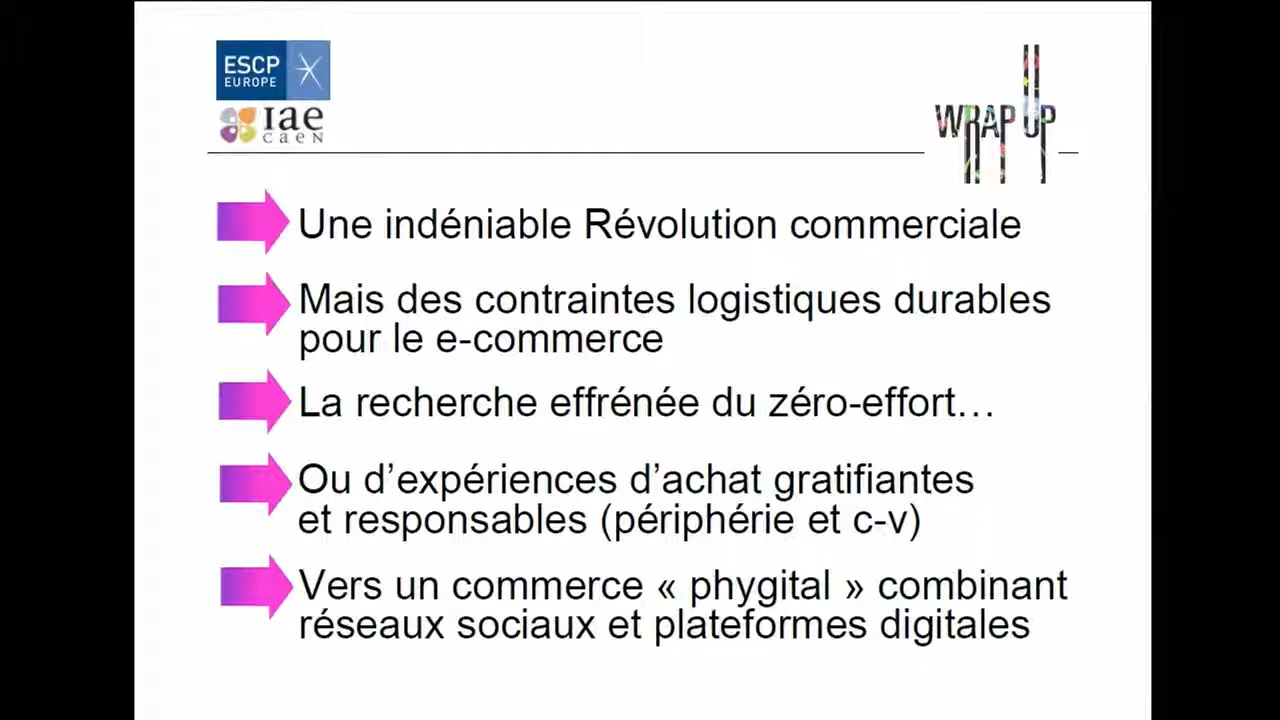 ESCP
EUROPE
Iae
CaeN
WRAP UP
Une indéniable Révolution commerciale
Mais des contraintes logistiques durables
pour le e-commerce
La recherche effrénée du zéro-effort…
Ou d’expériences d’achat gratifiantes
et responsables (périphérie et c-v)
Vers un commerce « phygital » combinant
réseaux sociaux et plateformes digitales